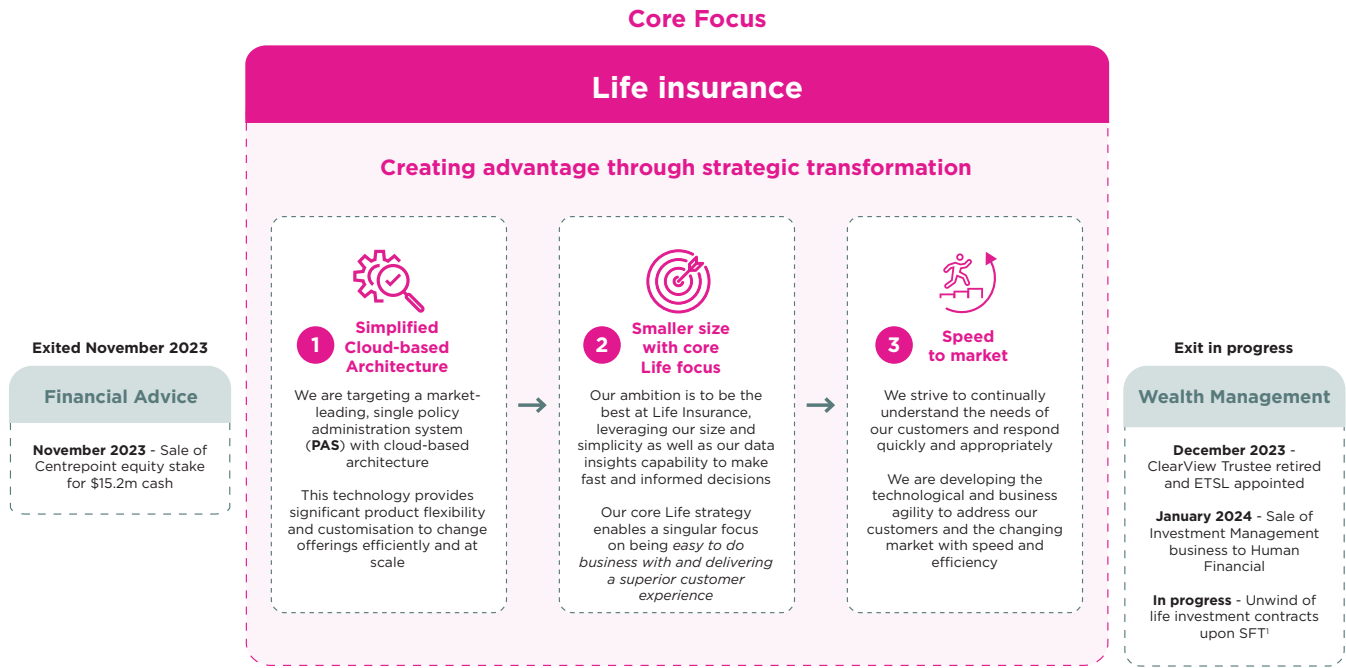 Core Focus
Life insurance
Creating advantage through strategic transformation
Exited November 2023
Financial Advice
November 2023 - Sale of
Centrepoint equity stake
for $15.2m cash
1
Simplified
Cloud-based
Architecture
We are targeting a market-
leading, single policy
administration system
(PAS) with cloud-based
architecture
This technology provides
significant product flexibility
and customisation to change
offerings efficiently and at
scale
→
2
Smaller size
with core
Life focus
Our ambition is to be the
best at Life Insurance,
leveraging our size and
simplicity as well as our data
insights capability to make
fast and informed decisions
Our core Life strategy
enables a singular focus
on being easy to do
business with and delivering
a superior customer
experience
→
3
Speed
to market
We strive to continually
understand the needs of
our customers and respond
quickly and appropriately
We are developing the
technological and business
agility to address our
customers and the changing
market with speed and
efficiency
Exit in progress
Wealth Management
December 2023 -
ClearView Trustee retired
and ETSL appointed
January 2024 - Sale of
Investment Management
business to Human
Financial
In progress - Unwind of
life investment contracts
upon SFT¹